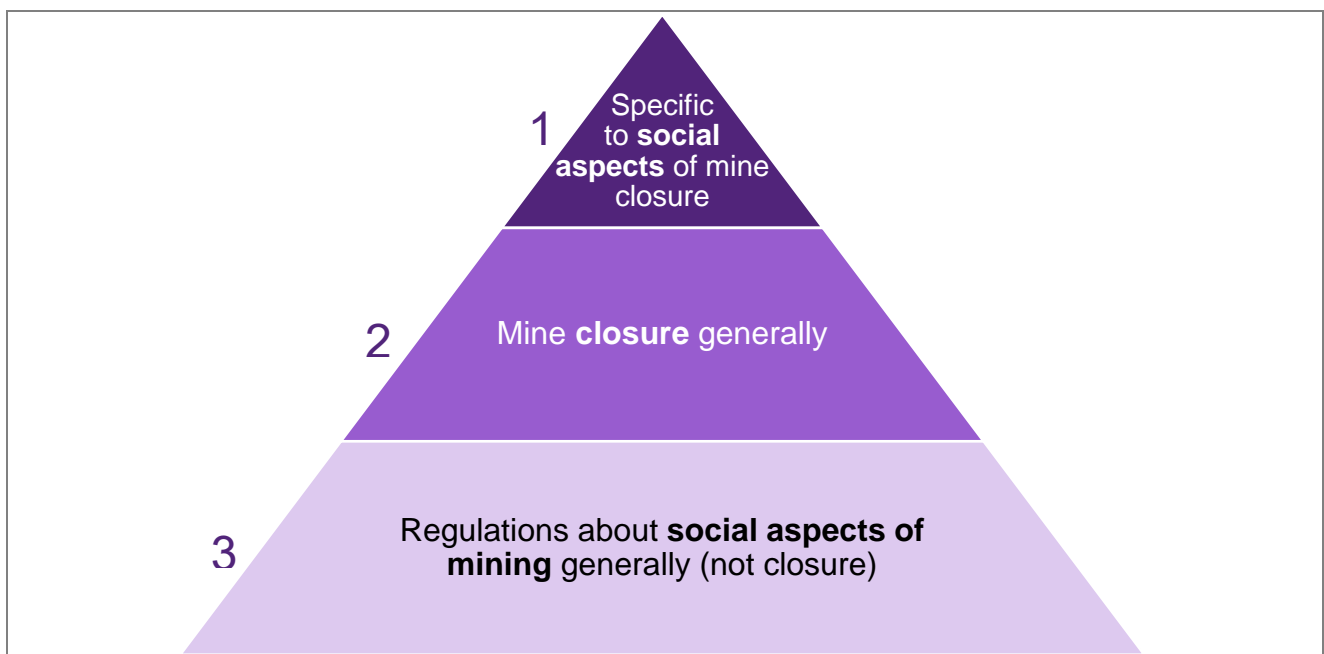 1
Specific
to social
aspects of mine
closure
2
Mine closure generally
3
Regulations about social aspects of
mining generally (not closure)